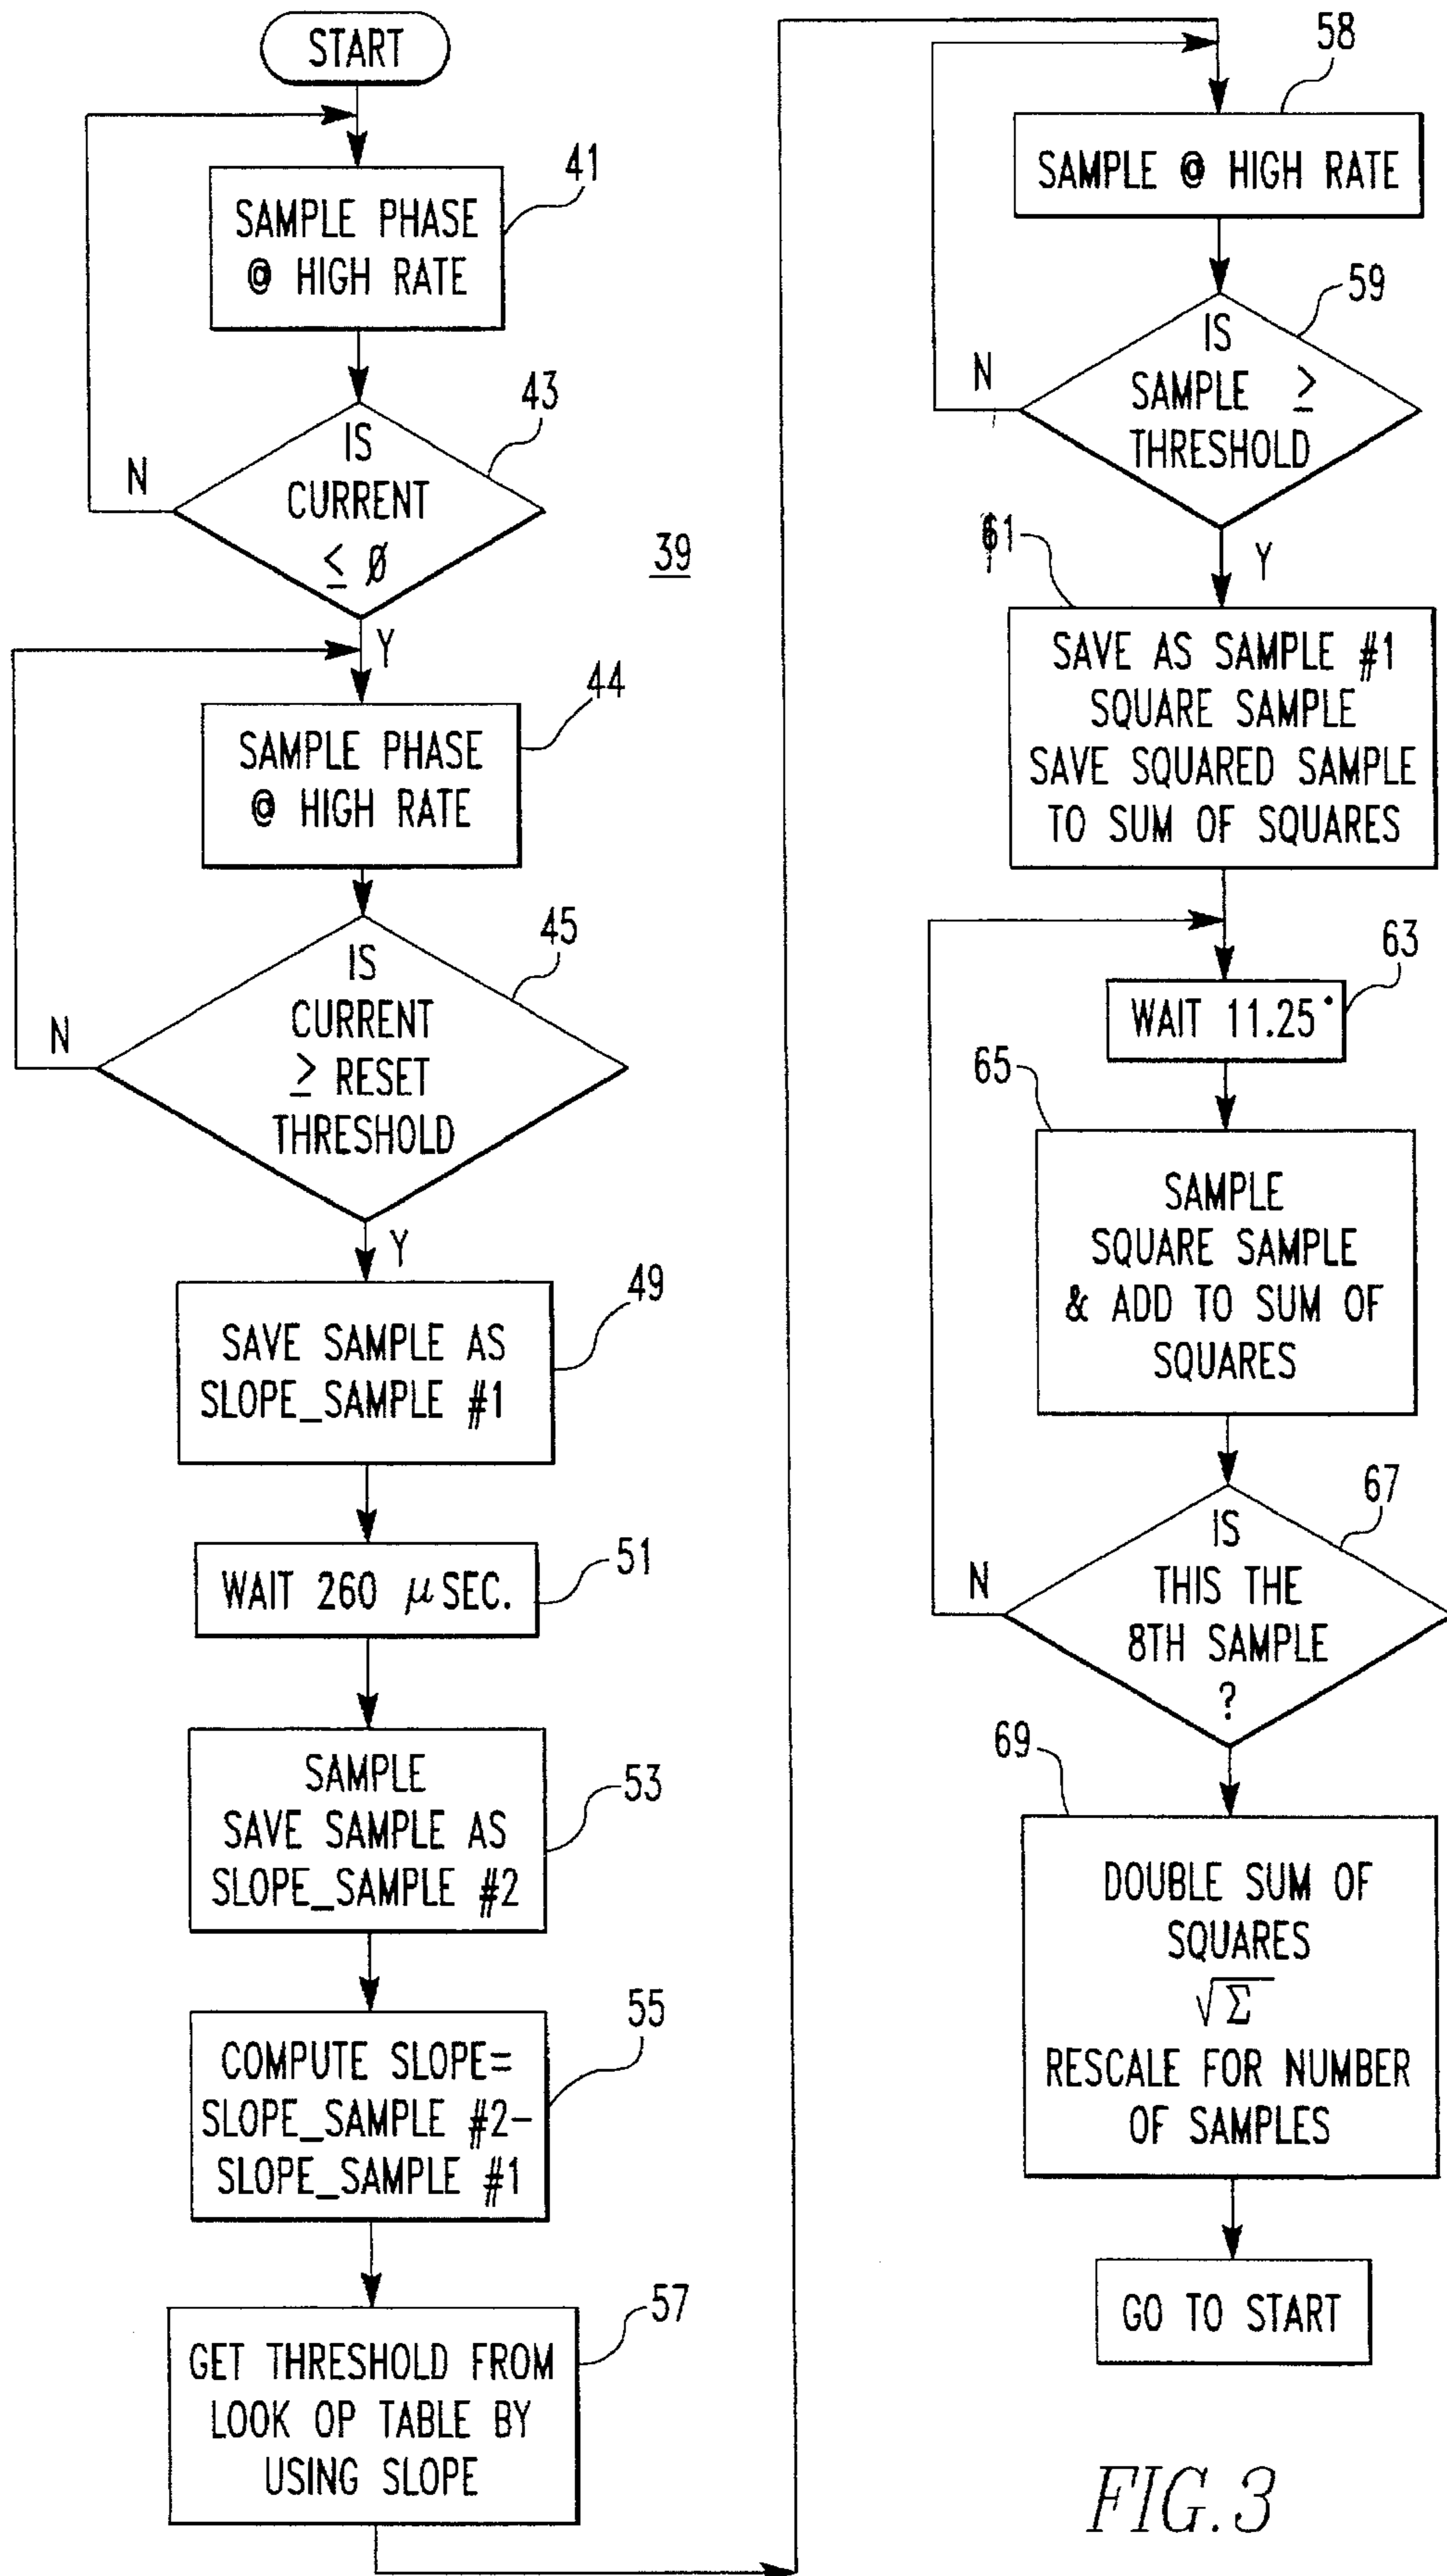 START
41
SAMPLE PHASE
@ HIGH RATE
43
IS
CURRENT
≤ Ø
N
Y
39
44
SAMPLE PHASE
@ HIGH RATE
45
IS
CURRENT
≥ RESET
THRESHOLD
N
Y
49
SAVE SAMPLE AS
SLOPE_SAMPLE #1
51
WAIT 260 μSEC.
53
SAMPLE
SAVE SAMPLE AS
SLOPE_SAMPLE #2
55
COMPUTE SLOPE=
SLOPE_SAMPLE #2-
SLOPE_SAMPLE #1
57
GET THRESHOLD FROM
LOOK OP TABLE BY
USING SLOPE
58
SAMPLE @ HIGH RATE
59
IS
SAMPLE ≥
THRESHOLD
N
Y
61
SAVE AS SAMPLE #1
SQUARE SAMPLE
SAVE SQUARED SAMPLE
TO SUM OF SQUARES
63
WAIT 11.25°
65
SAMPLE
SQUARE SAMPLE
& ADD TO SUM OF
SQUARES
67
IS
THIS THE
8TH SAMPLE
?
N
69
DOUBLE SUM OF
SQUARES
√Σ
RESCALE FOR NUMBER
OF SAMPLES
GO TO START
FIG. 3